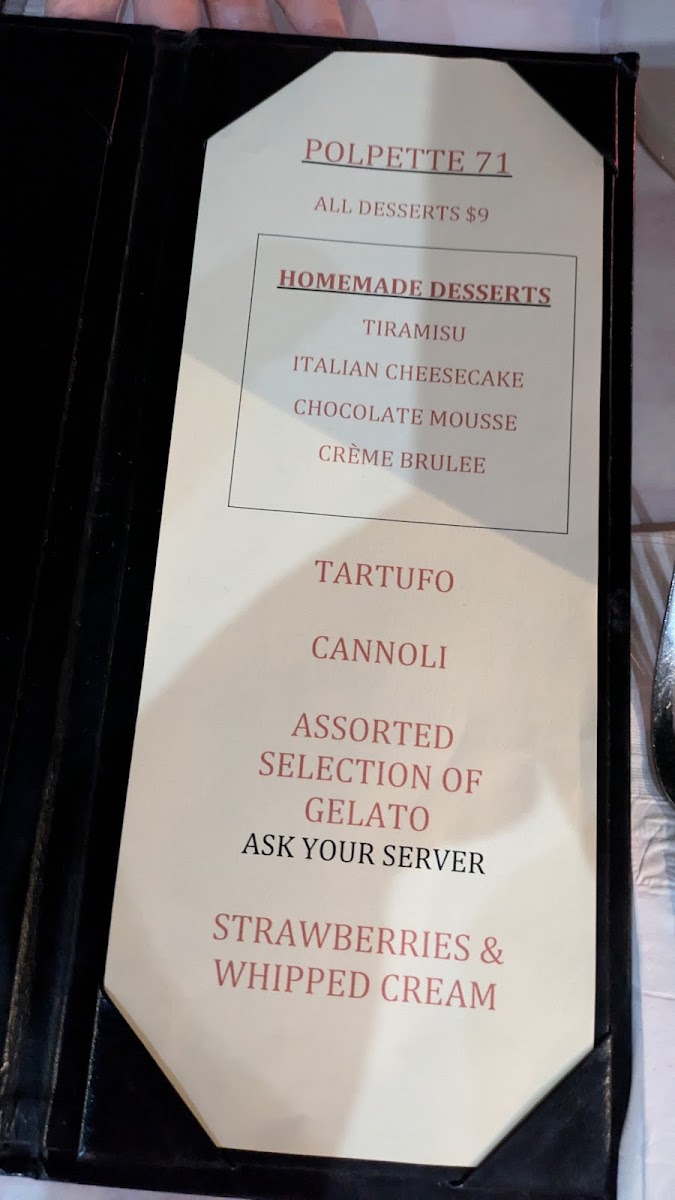 POLPETTE 71
ALL DESSERTS $9
HOMEMADE DESSERTS
TIRAMISU
ITALIAN CHEESECAKE
CHOCOLATE MOUSSE
CRÈME BRULEE
TARTUFO
CANNOLI
ASSORTED
SELECTION OF
GELATO
ASK YOUR SERVER
STRAWBERRIES &
WHIPPED CREAM